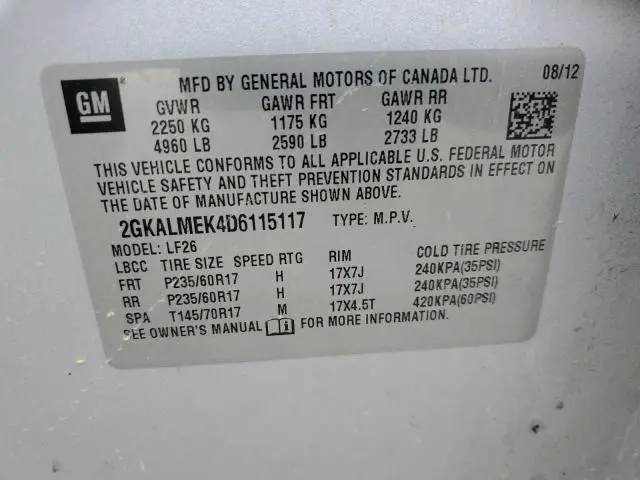 GM
MFD BY GENERAL MOTORS OF CANADA LTD. 08/12
GVWR GAWR FRT GAWR RR
2250 KG 1175 KG 1240 KG
4960 LB 2590 LB 2733 LB
THIS VEHICLE CONFORMS TO ALL APPLICABLE U.S. FEDERAL MOTOR
VEHICLE SAFETY AND THEFT PREVENTION STANDARDS IN EFFECT ON
THE DATE OF MANUFACTURE SHOWN ABOVE.
2GKALMEK4D6115117 TYPE: M.P.V.
MODEL: LF26
LBCC TIRE SIZE SPEED RTG RIM COLD TIRE PRESSURE
FRT P235/60R17 H 17X7J 240KPA(35PSI)
RR P235/60R17 H 17X7J 240KPA(35PSI)
SPA T145/70R17 M 17X4.5T 420KPA(60PSI)
SEE OWNER'S MANUAL FOR MORE INFORMATION.